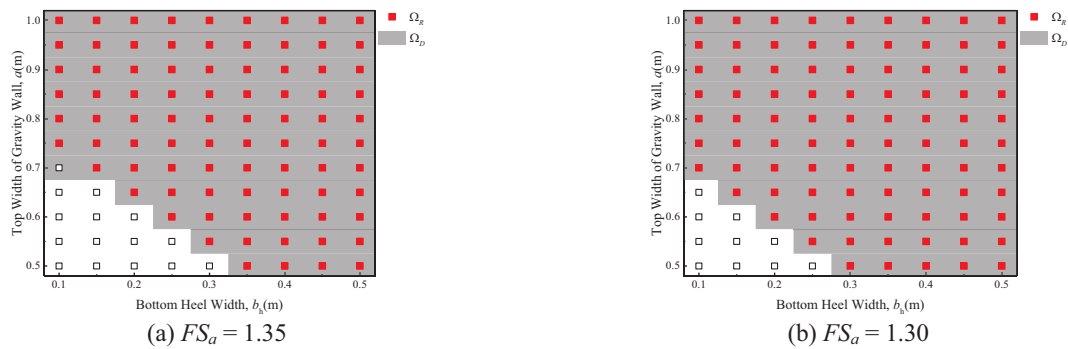 1.0
0.9
0.8
0.7
0.6
0.5
0.1 0.2 0.3 0.4 0.5
Top Width of Gravity Wall, a(m)
Bottom Heel Width, b_h(m)
Ω_R
Ω_D
(a) FS_a = 1.35
1.0
0.9
0.8
0.7
0.6
0.5
0.1 0.2 0.3 0.4 0.5
Top Width of Gravity Wall, a(m)
Bottom Heel Width, b_h(m)
Ω_R
Ω_D
(b) FS_a = 1.30